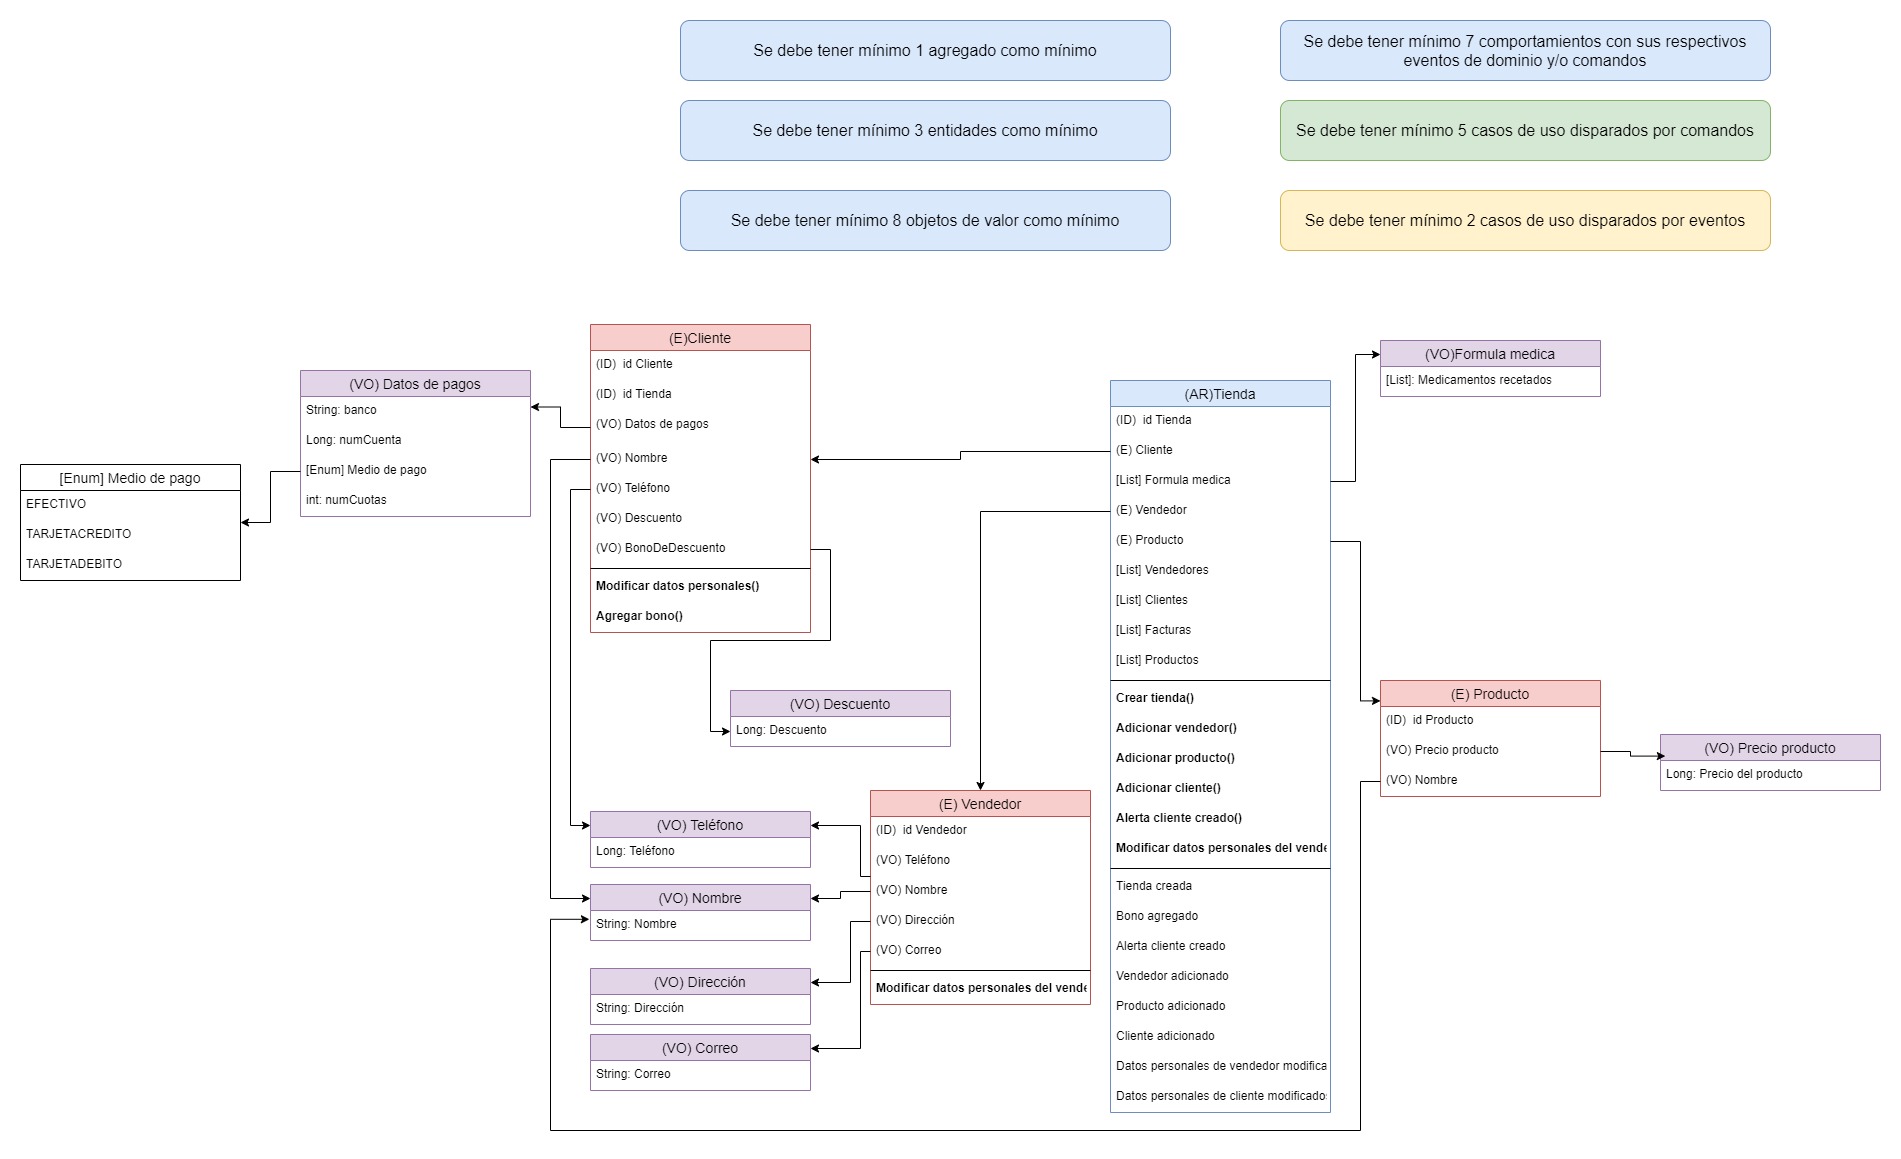 Se debe tener mínimo 1 agregado como mínimo
Se debe tener mínimo 7 comportamientos con sus respectivos
eventos de dominio y/o comandos
Se debe tener mínimo 3 entidades como mínimo
Se debe tener mínimo 5 casos de uso disparados por comandos
Se debe tener mínimo 8 objetos de valor como mínimo
Se debe tener mínimo 2 casos de uso disparados por eventos
[Enum] Medio de pago
EFECTIVO
TARJETACREDITO
TARJETADEBITO
(VO) Datos de pagos
String: banco
Long: numCuenta
[Enum] Medio de pago
int: numCuotas
(E)Cliente
(ID) id Cliente
(ID) id Tienda
(VO) Datos de pagos
(VO) Nombre
(VO) Teléfono
(VO) Descuento
(VO) BonoDeDescuento
Modificar datos personales()
Agregar bono()
(VO) Descuento
Long: Descuento
(VO) Teléfono
Long: Teléfono
(VO) Nombre
String: Nombre
(VO) Dirección
String: Dirección
(VO) Correo
String: Correo
(E) Vendedor
(ID) id Vendedor
(VO) Teléfono
(VO) Nombre
(VO) Dirección
(VO) Correo
Modificar datos personales del vende
(AR)Tienda
(ID) id Tienda
(E) Cliente
[List] Formula medica
(E) Vendedor
(E) Producto
[List] Vendedores
[List] Clientes
[List] Facturas
[List] Productos
Crear tienda()
Adicionar vendedor()
Adicionar producto()
Adicionar cliente()
Alerta cliente creado()
Modificar datos personales del vende
Tienda creada
Bono agregado
Alerta cliente creado
Vendedor adicionado
Producto adicionado
Cliente adicionado
Datos personales de vendedor modifica
Datos personales de cliente modificado
(VO)Formula medica
[List]: Medicamentos recetados
(E) Producto
(ID) id Producto
(VO) Precio producto
(VO) Nombre
(VO) Precio producto
Long: Precio del producto